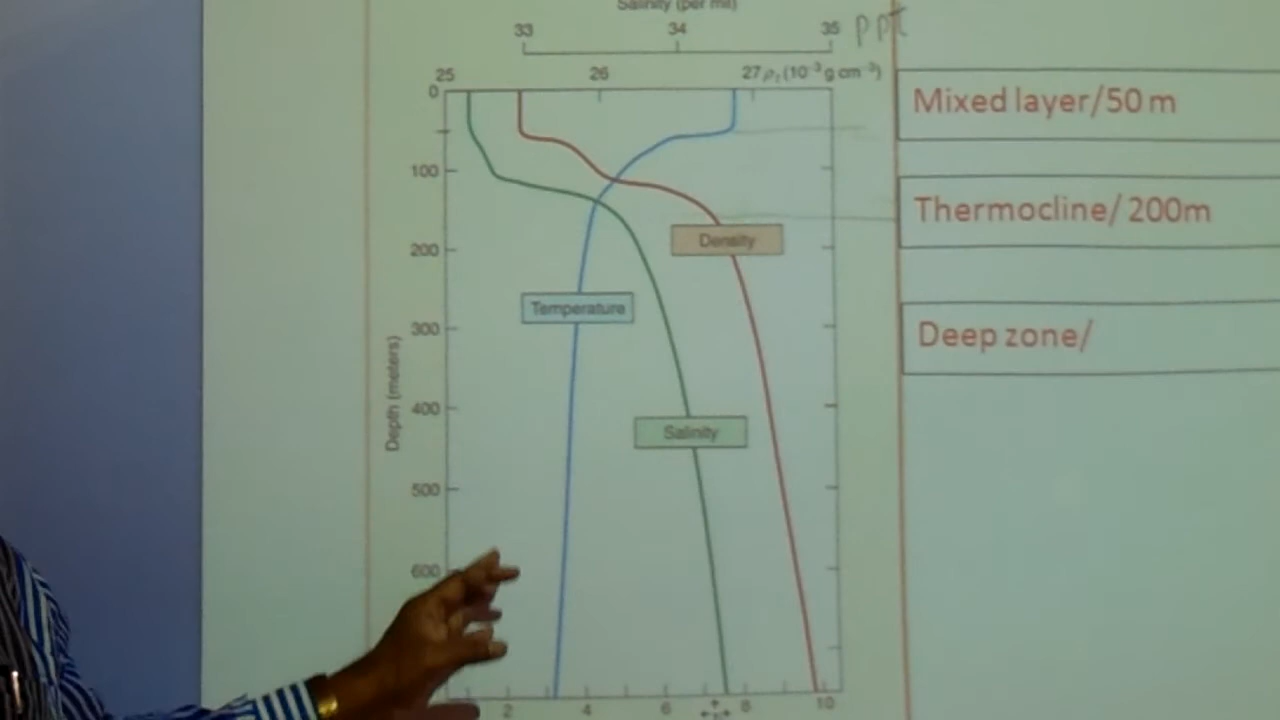 Salinity (per mil)
33 34 35 ppt
25 26 27 ρt (10⁻³ g cm⁻³)
0
Mixed layer/50 m
100
Thermocline/ 200m
Density
200
Temperature
300
Deep zone/
Depth (meters)
400
Salinity
500
600
2 4 6 8 10